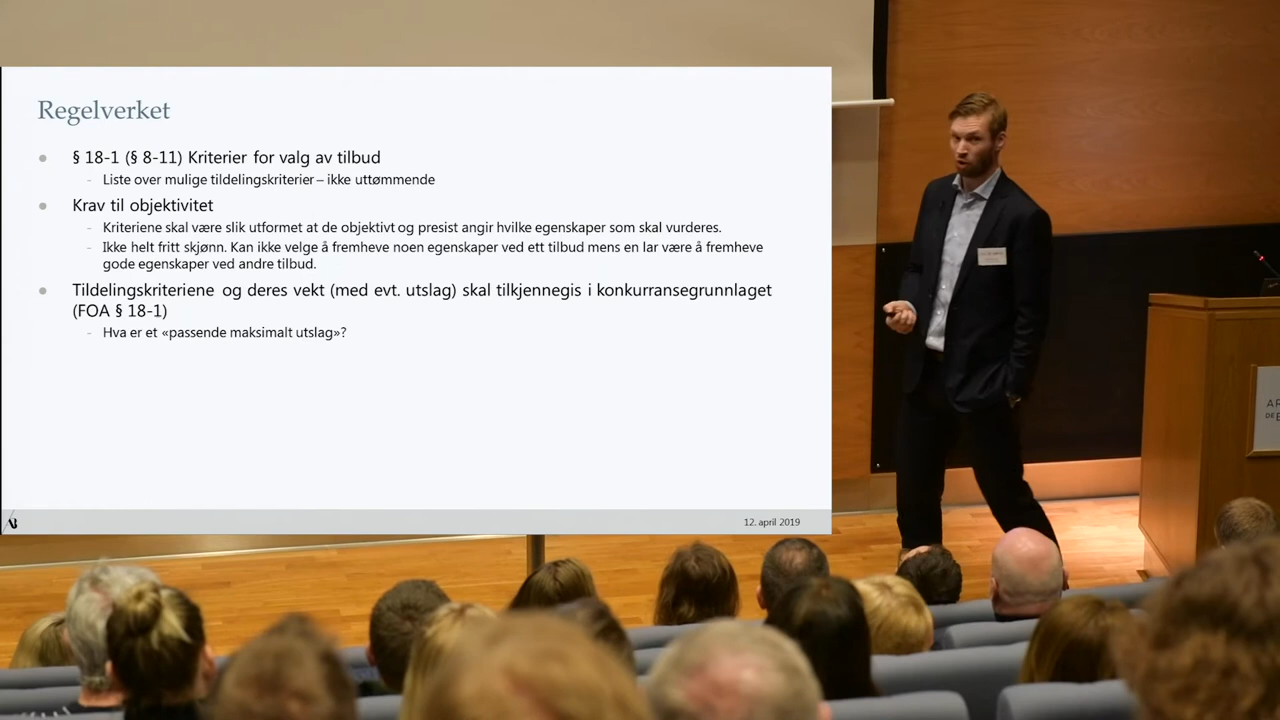 Regelverket
§ 18-1 (§ 8-11) Kriterier for valg av tilbud
- Liste over mulige tildelingskriterier – ikke uttømmende
Krav til objektivitet
- Kriteriene skal være slik utformet at de objektivt og presist angir hvilke egenskaper som skal vurderes.
- Ikke helt fritt skjønn. Kan ikke velge å fremheve noen egenskaper ved ett tilbud mens en lar være å fremheve
gode egenskaper ved andre tilbud.
Tildelingskriteriene og deres vekt (med evt. utslag) skal tilkjennegis i konkurransegrunnlaget
(FOA § 18-1)
- Hva er et «passende maksimalt utslag»?
12. april 2019